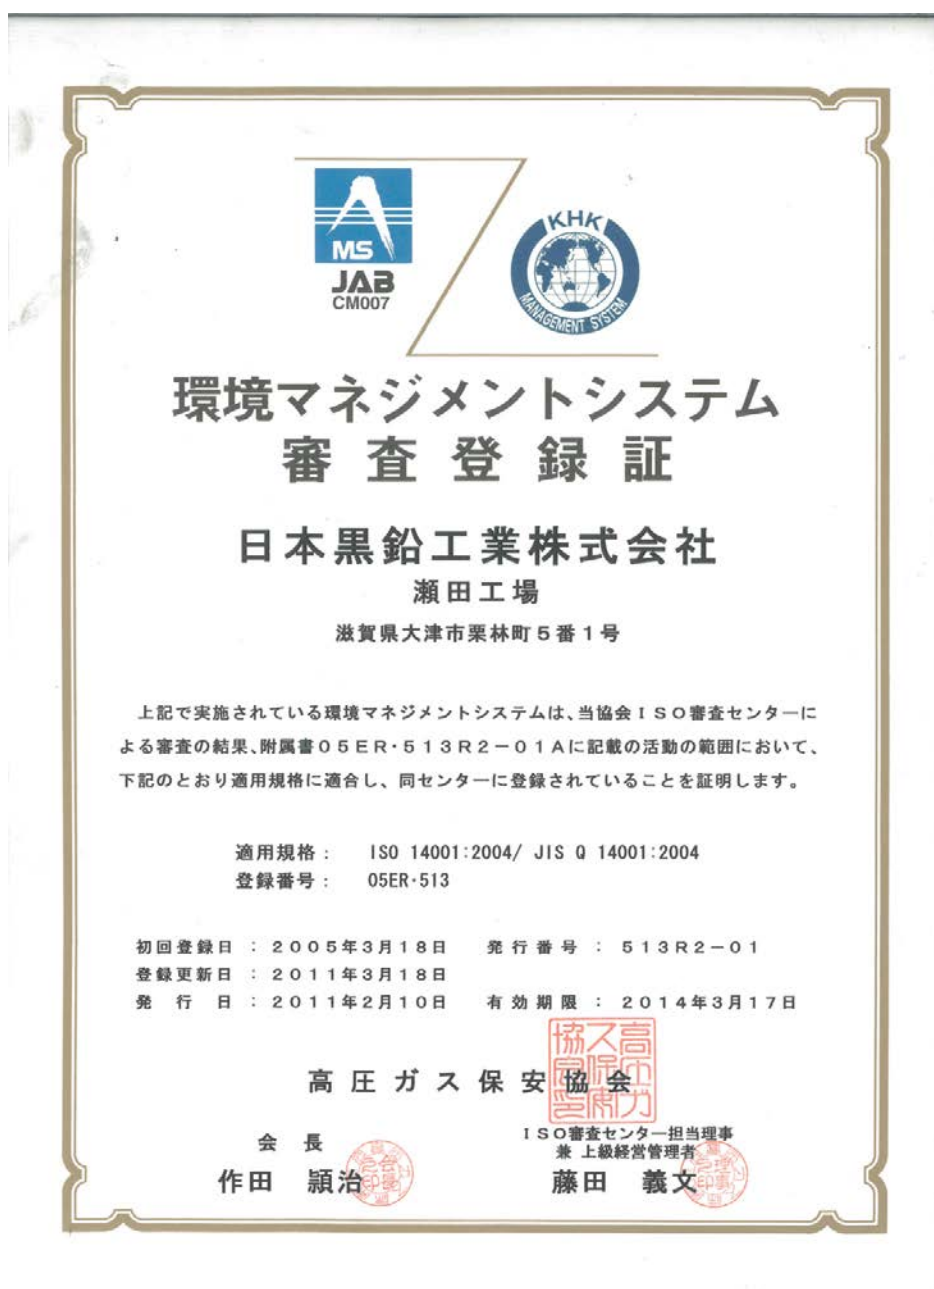 MS
JAB
CM007
KHK
MANAGEMENT SYSTEM
環境マネジメントシステム
審査登録証
日本黒鉛工業株式会社
瀬田工場
滋賀県大津市栗林町5番1号
上記で実施されている環境マネジメントシステムは、当協会ISO審査センターに
よる審査の結果、附属書05ER・513R2-01Aに記載の活動の範囲において、
下記のとおり適用規格に適合し、同センターに登録されていることを証明します。
適用規格: ISO 14001:2004/ JIS Q 14001:2004
登録番号: 05ER・513
初回登録日 : 2005年3月18日 発行番号 : 513R2-01
登録更新日 : 2011年3月18日
発行日 : 2011年2月10日 有効期限 : 2014年3月17日
高圧ガス保安協会
会長
作田 頴治
ISO審査センター担当理事
兼 上級経営管理者
藤田 義文